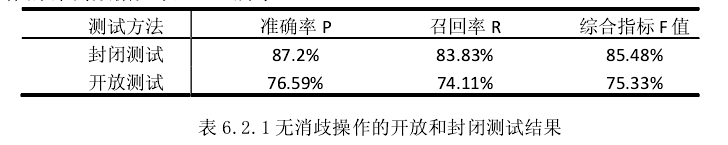 测试方法 准确率 P 召回率 R 综合指标 F 值
封闭测试 87.2% 83.83% 85.48%
开放测试 76.59% 74.11% 75.33%
表 6.2.1 无消歧操作的开放和封闭测试结果